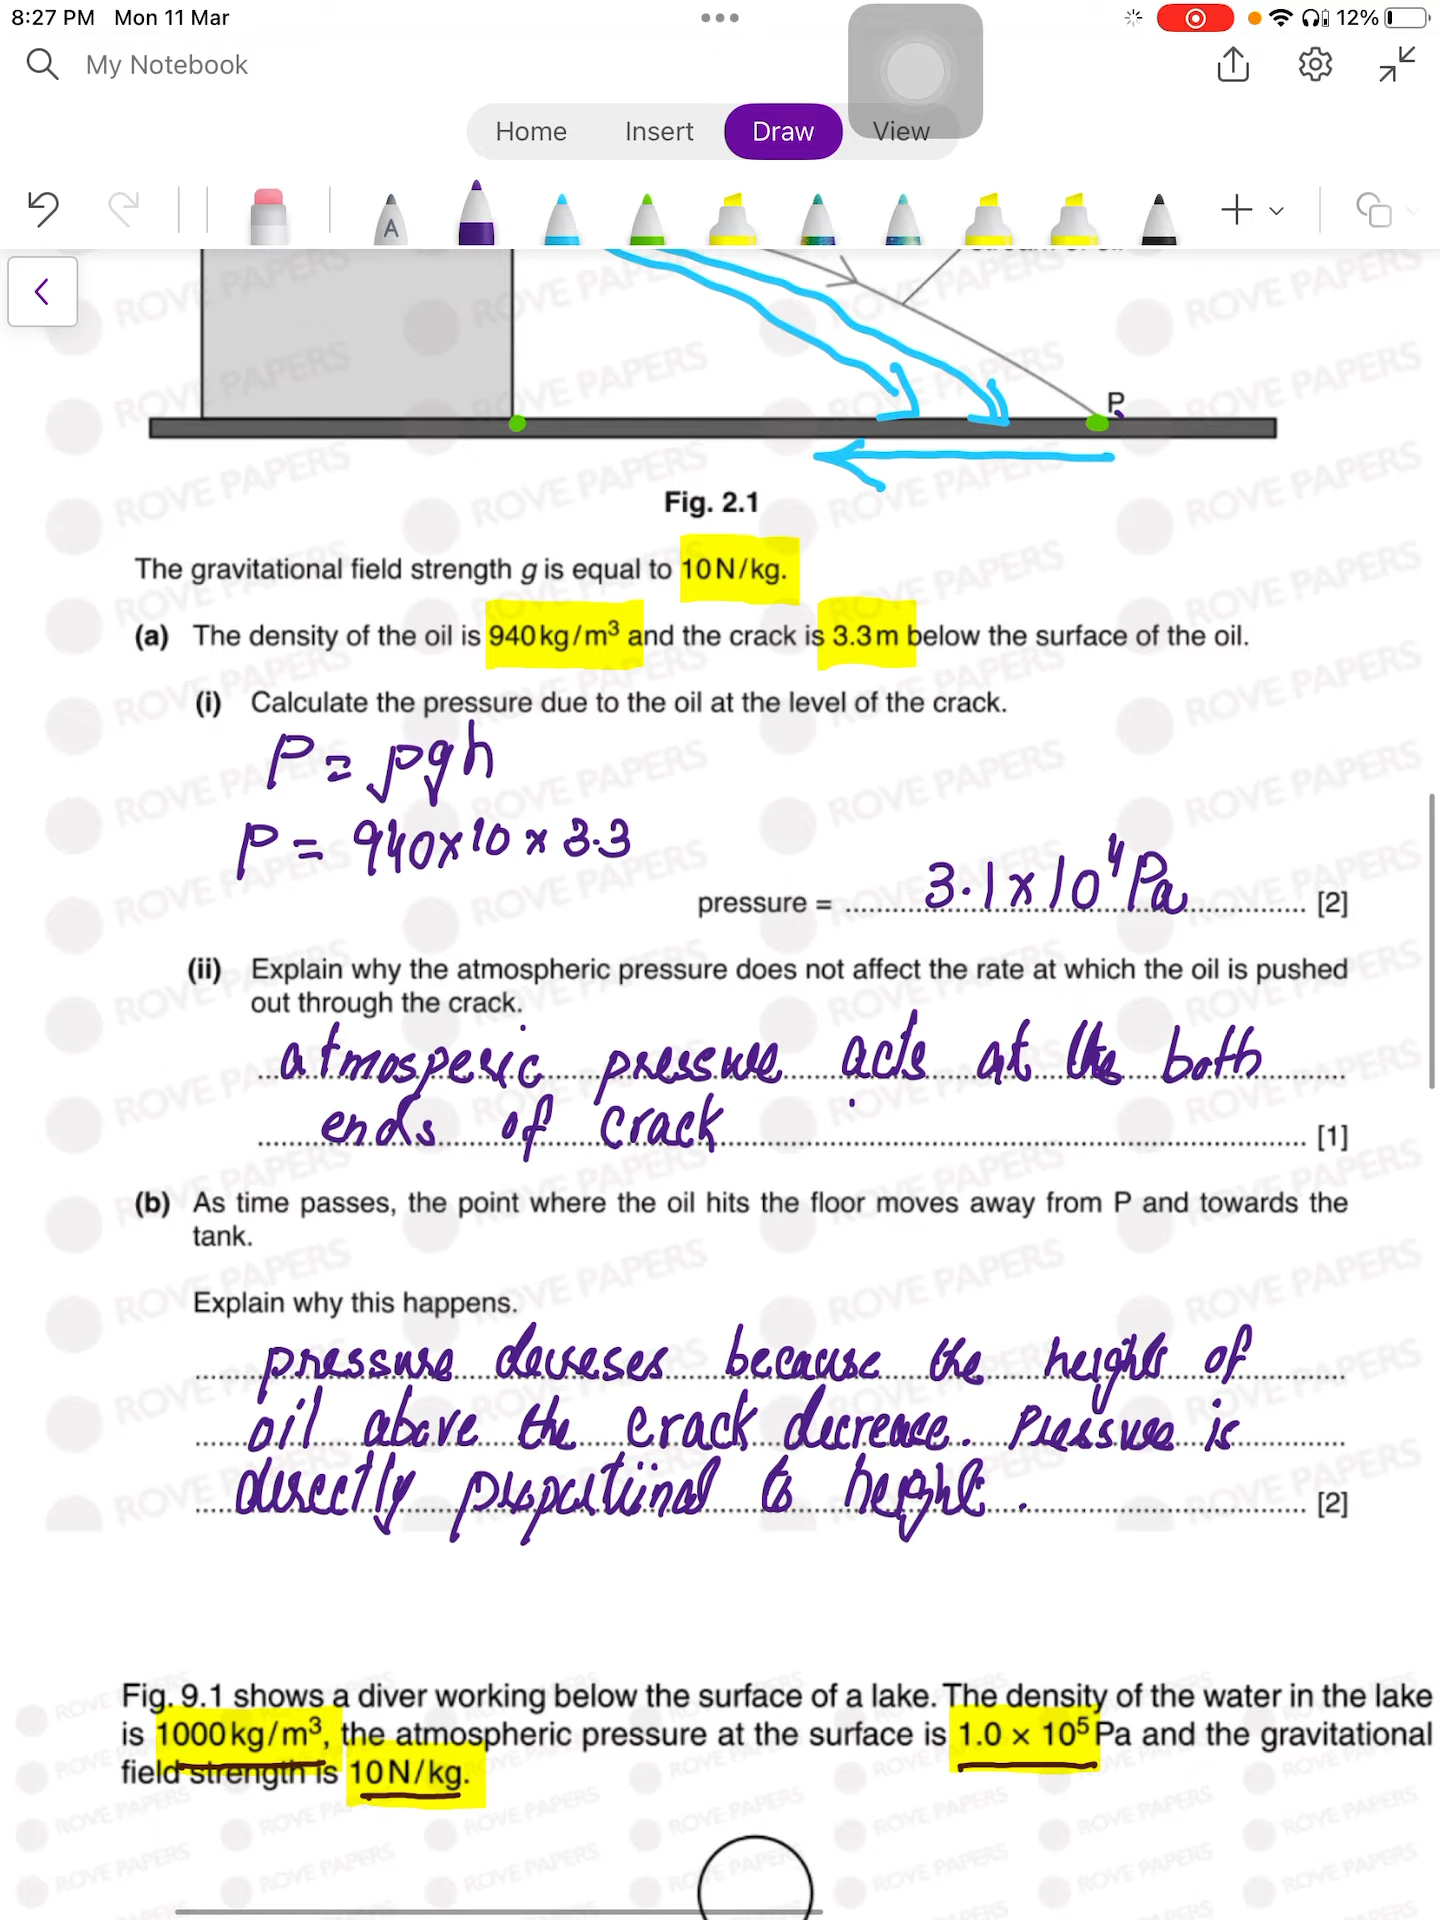 8:27 PM Mon 11 Mar
12%
My Notebook
Home Insert Draw View
A
P
Fig. 2.1
The gravitational field strength g is equal to 10 N/kg.
(a) The density of the oil is 940 kg/m³ and the crack is 3.3 m below the surface of the oil.
(i) Calculate the pressure due to the oil at the level of the crack.
P = ρgh
P = 940 x 10 x 3.3
pressure = 3.1 x 10⁴ Pa [2]
(ii) Explain why the atmospheric pressure does not affect the rate at which the oil is pushed
out through the crack.
atmosperic pressure acts at the both
ends of crack [1]
(b) As time passes, the point where the oil hits the floor moves away from P and towards the
tank.
Explain why this happens.
pressure decreses because the height of
oil above the crack decrease. Pressure is
directly propotional to height. [2]
Fig. 9.1 shows a diver working below the surface of a lake. The density of the water in the lake
is 1000 kg/m³, the atmospheric pressure at the surface is 1.0 × 10⁵ Pa and the gravitational
field strength is 10 N/kg.
ROVE PAPERS